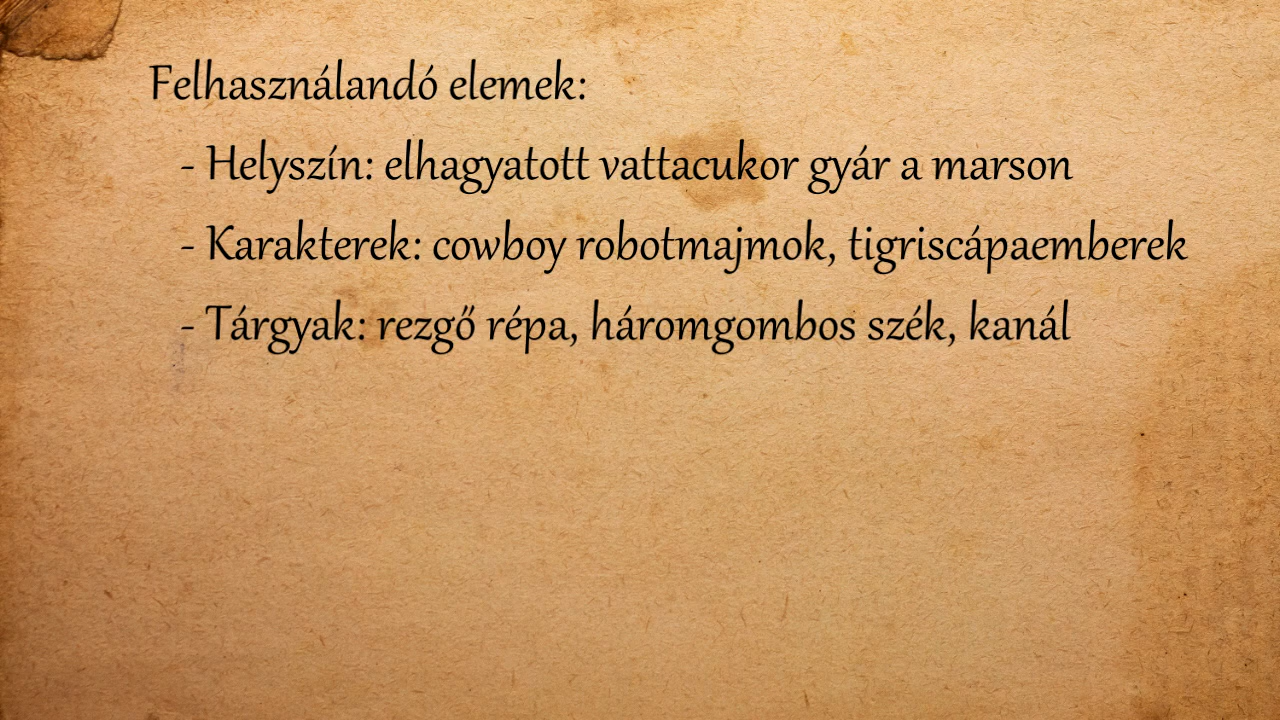 Felhasználandó elemek:
- Helyszín: elhagyatott vattacukor gyár a marson
- Karakterek: cowboy robotmajmok, tigriscápaemberek
- Tárgyak: rezgő répa, háromgombos szék, kanál